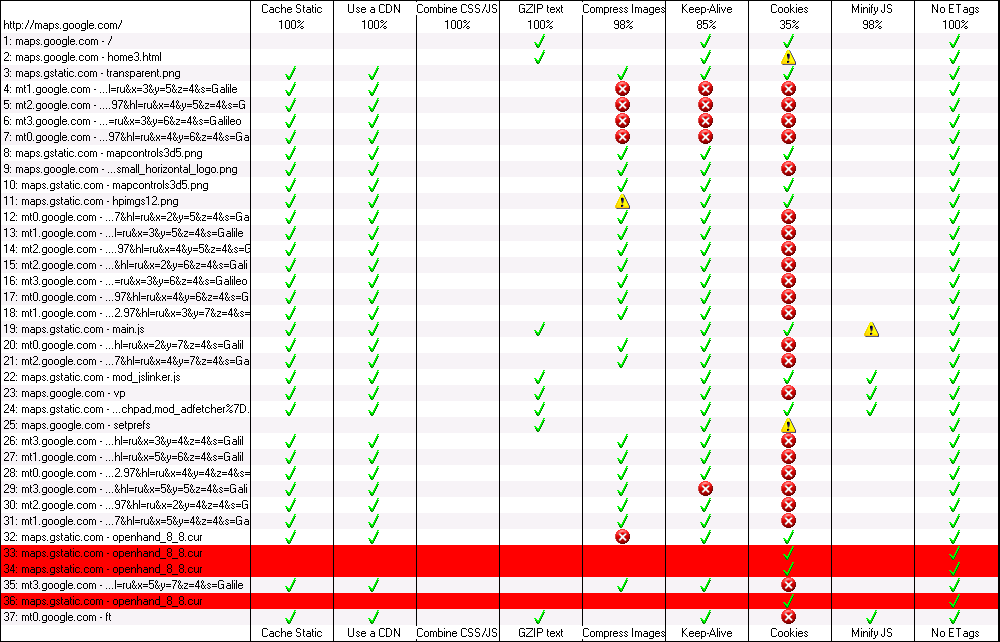 Cache Static Use a CDN Combine CSS/JS GZIP text Compress Images Keep-Alive Cookies Minify JS No ETags
http://maps.google.com/ 100% 100% 100% 100% 98% 85% 35% 98% 100%
1: maps.google.com - /
2: maps.google.com - home3.html
3: maps.gstatic.com - transparent.png
4: mt1.google.com - ...l=ru&x=3&y=5&z=4&s=Galile
5: mt2.google.com - ....97&hl=ru&x=4&y=5&z=4&s=G
6: mt3.google.com - ...=ru&x=3&y=6&z=4&s=Galileo
7: mt0.google.com - ...97&hl=ru&x=4&y=6&z=4&s=Ga
8: maps.gstatic.com - mapcontrols3d5.png
9: maps.google.com - ...small_horizontal_logo.png
10: maps.gstatic.com - mapcontrols3d5.png
11: maps.gstatic.com - hpimgs12.png
12: mt0.google.com - ...7&hl=ru&x=2&y=5&z=4&s=Ga
13: mt1.google.com - ...l=ru&x=3&y=5&z=4&s=Galile
14: mt2.google.com - ....97&hl=ru&x=4&y=5&z=4&s=G
15: mt2.google.com - ...&hl=ru&x=2&y=6&z=4&s=Gali
16: mt3.google.com - ...=ru&x=3&y=6&z=4&s=Galileo
17: mt0.google.com - ...97&hl=ru&x=4&y=6&z=4&s=G
18: mt1.google.com - ...2.97&hl=ru&x=3&y=7&z=4&s=
19: maps.gstatic.com - main.js
20: mt0.google.com - ...hl=ru&x=2&y=7&z=4&s=Galil
21: mt2.google.com - ...7&hl=ru&x=4&y=7&z=4&s=Ga
22: maps.gstatic.com - mod_jslinker.js
23: maps.google.com - vp
24: maps.gstatic.com - ...chpad,mod_adfetcher%7D.
25: maps.google.com - setprefs
26: mt3.google.com - ...hl=ru&x=3&y=4&z=4&s=Galil
27: mt1.google.com - ...hl=ru&x=5&y=6&z=4&s=Galil
28: mt0.google.com - ...2.97&hl=ru&x=4&y=4&z=4&s=
29: mt3.google.com - ...&hl=ru&x=5&y=5&z=4&s=Gali
30: mt2.google.com - ...97&hl=ru&x=2&y=4&z=4&s=G
31: mt1.google.com - ...7&hl=ru&x=5&y=4&z=4&s=Ga
32: maps.gstatic.com - openhand_8_8.cur
33: maps.gstatic.com - openhand_8_8.cur
34: maps.gstatic.com - openhand_8_8.cur
35: mt3.google.com - ...l=ru&x=5&y=7&z=4&s=Galile
36: maps.gstatic.com - openhand_8_8.cur
37: mt0.google.com - ft
Cache Static Use a CDN Combine CSS/JS GZIP text Compress Images Keep-Alive Cookies Minify JS No ETags